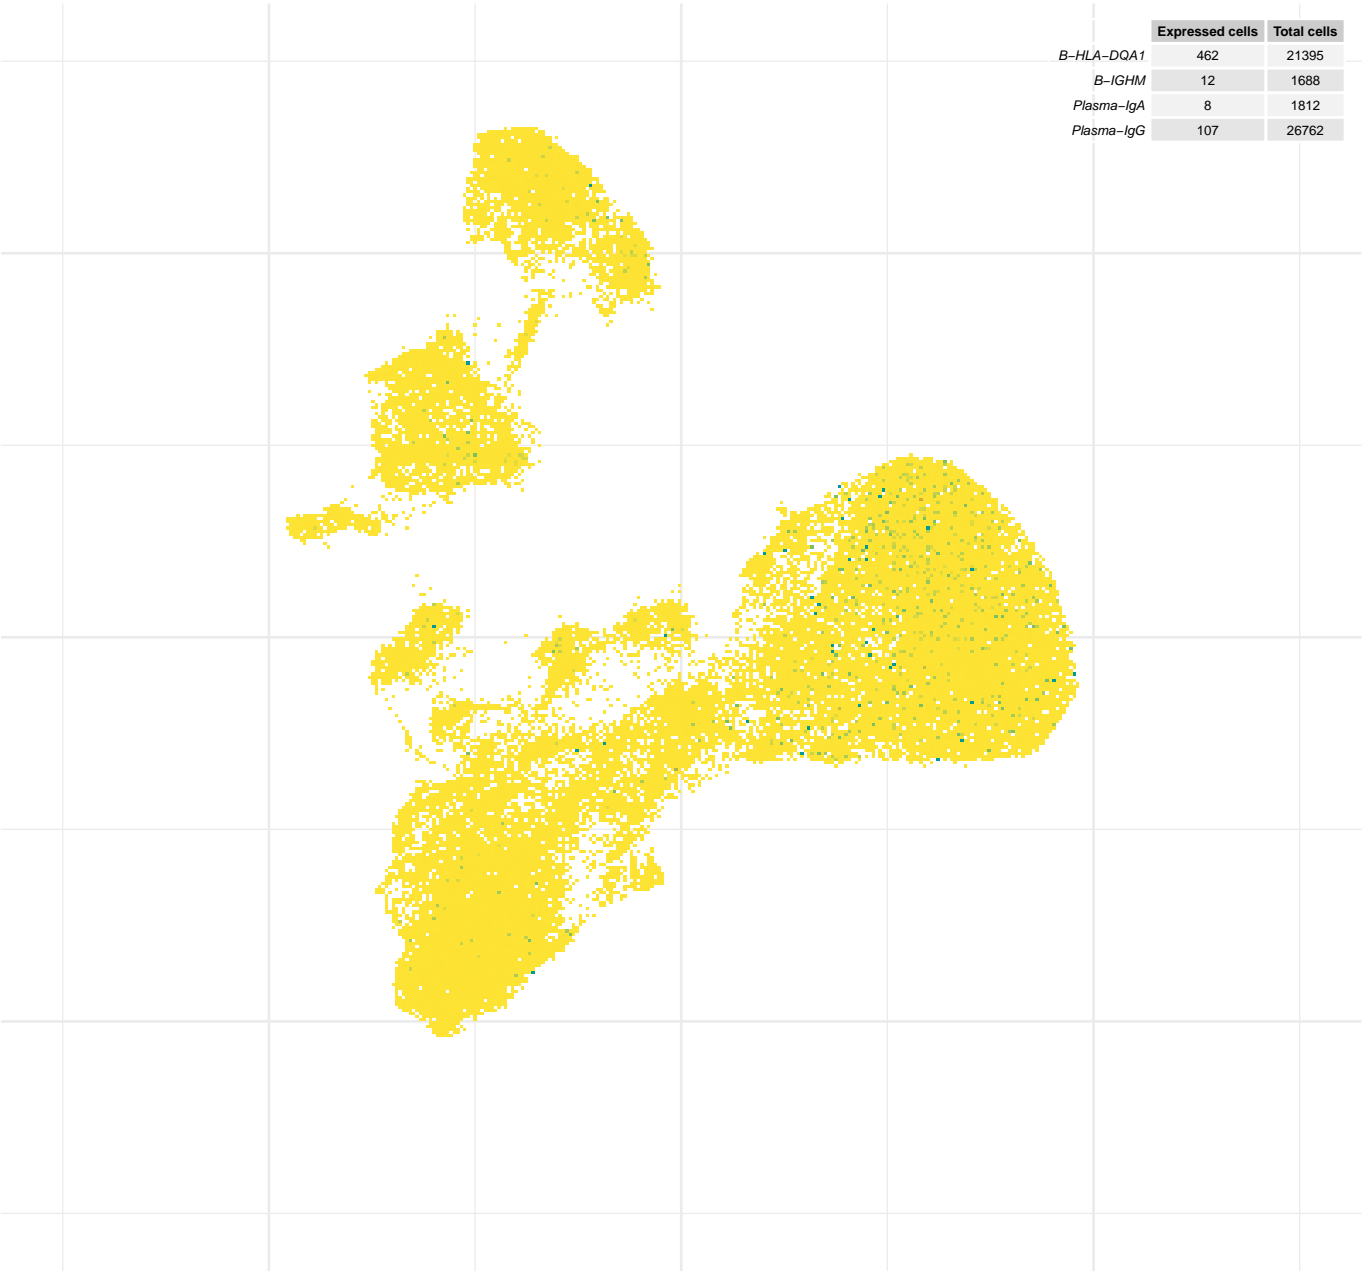 Expressed cells Total cells
B−HLA−DQA1 462 21395
B−IGHM 12 1688
Plasma−IgA 8 1812
Plasma−IgG 107 26762